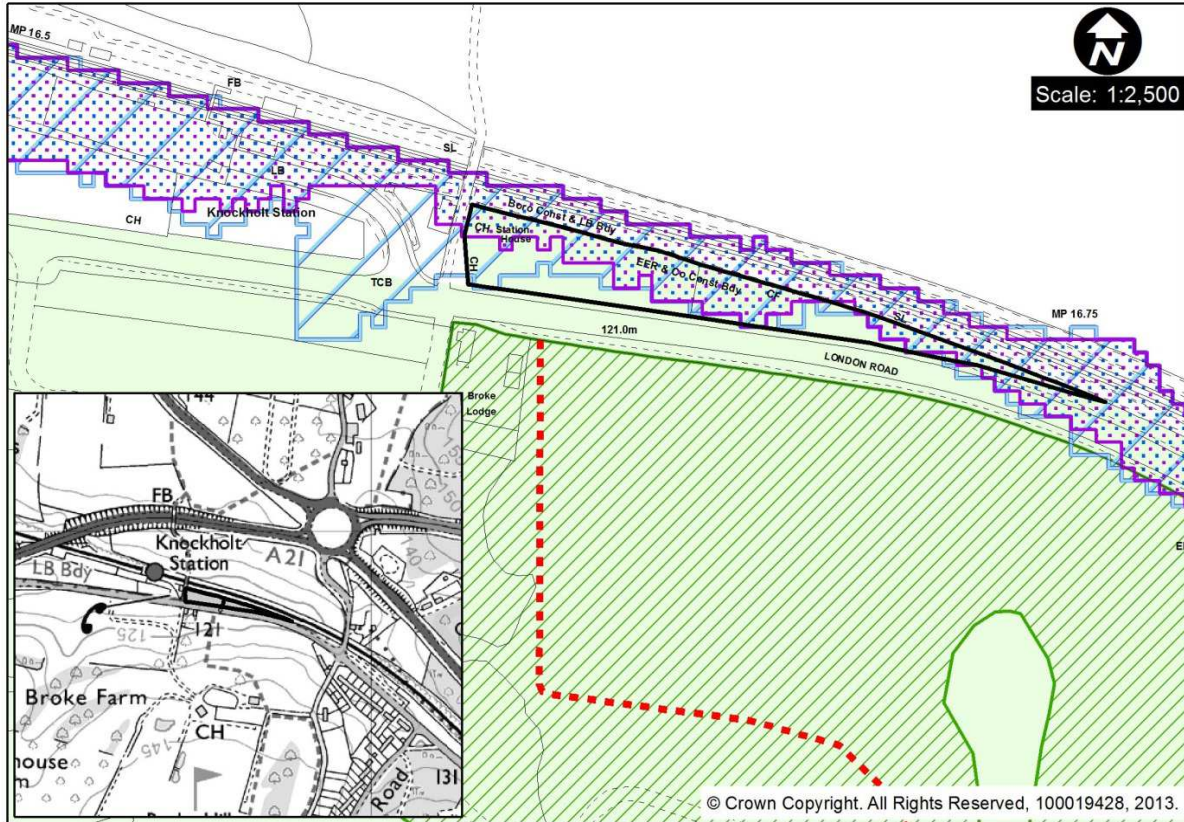 MP 16.5
FB
N
Scale: 1:2,500
SL
LB
CH
Knockholt Station
Boro Const & LB Bdy
CH
Station
House
CH
EER & Co Const Bdy
CF
TCB
SL
MP 16.75
121.0m
LONDON ROAD
Broke
Lodge
144
FB
Knockholt
Station
A21
LB Bdy
121
125
140
150
Broke Farm
CH
145
Road
131
© Crown Copyright. All Rights Reserved, 100019428, 2013.